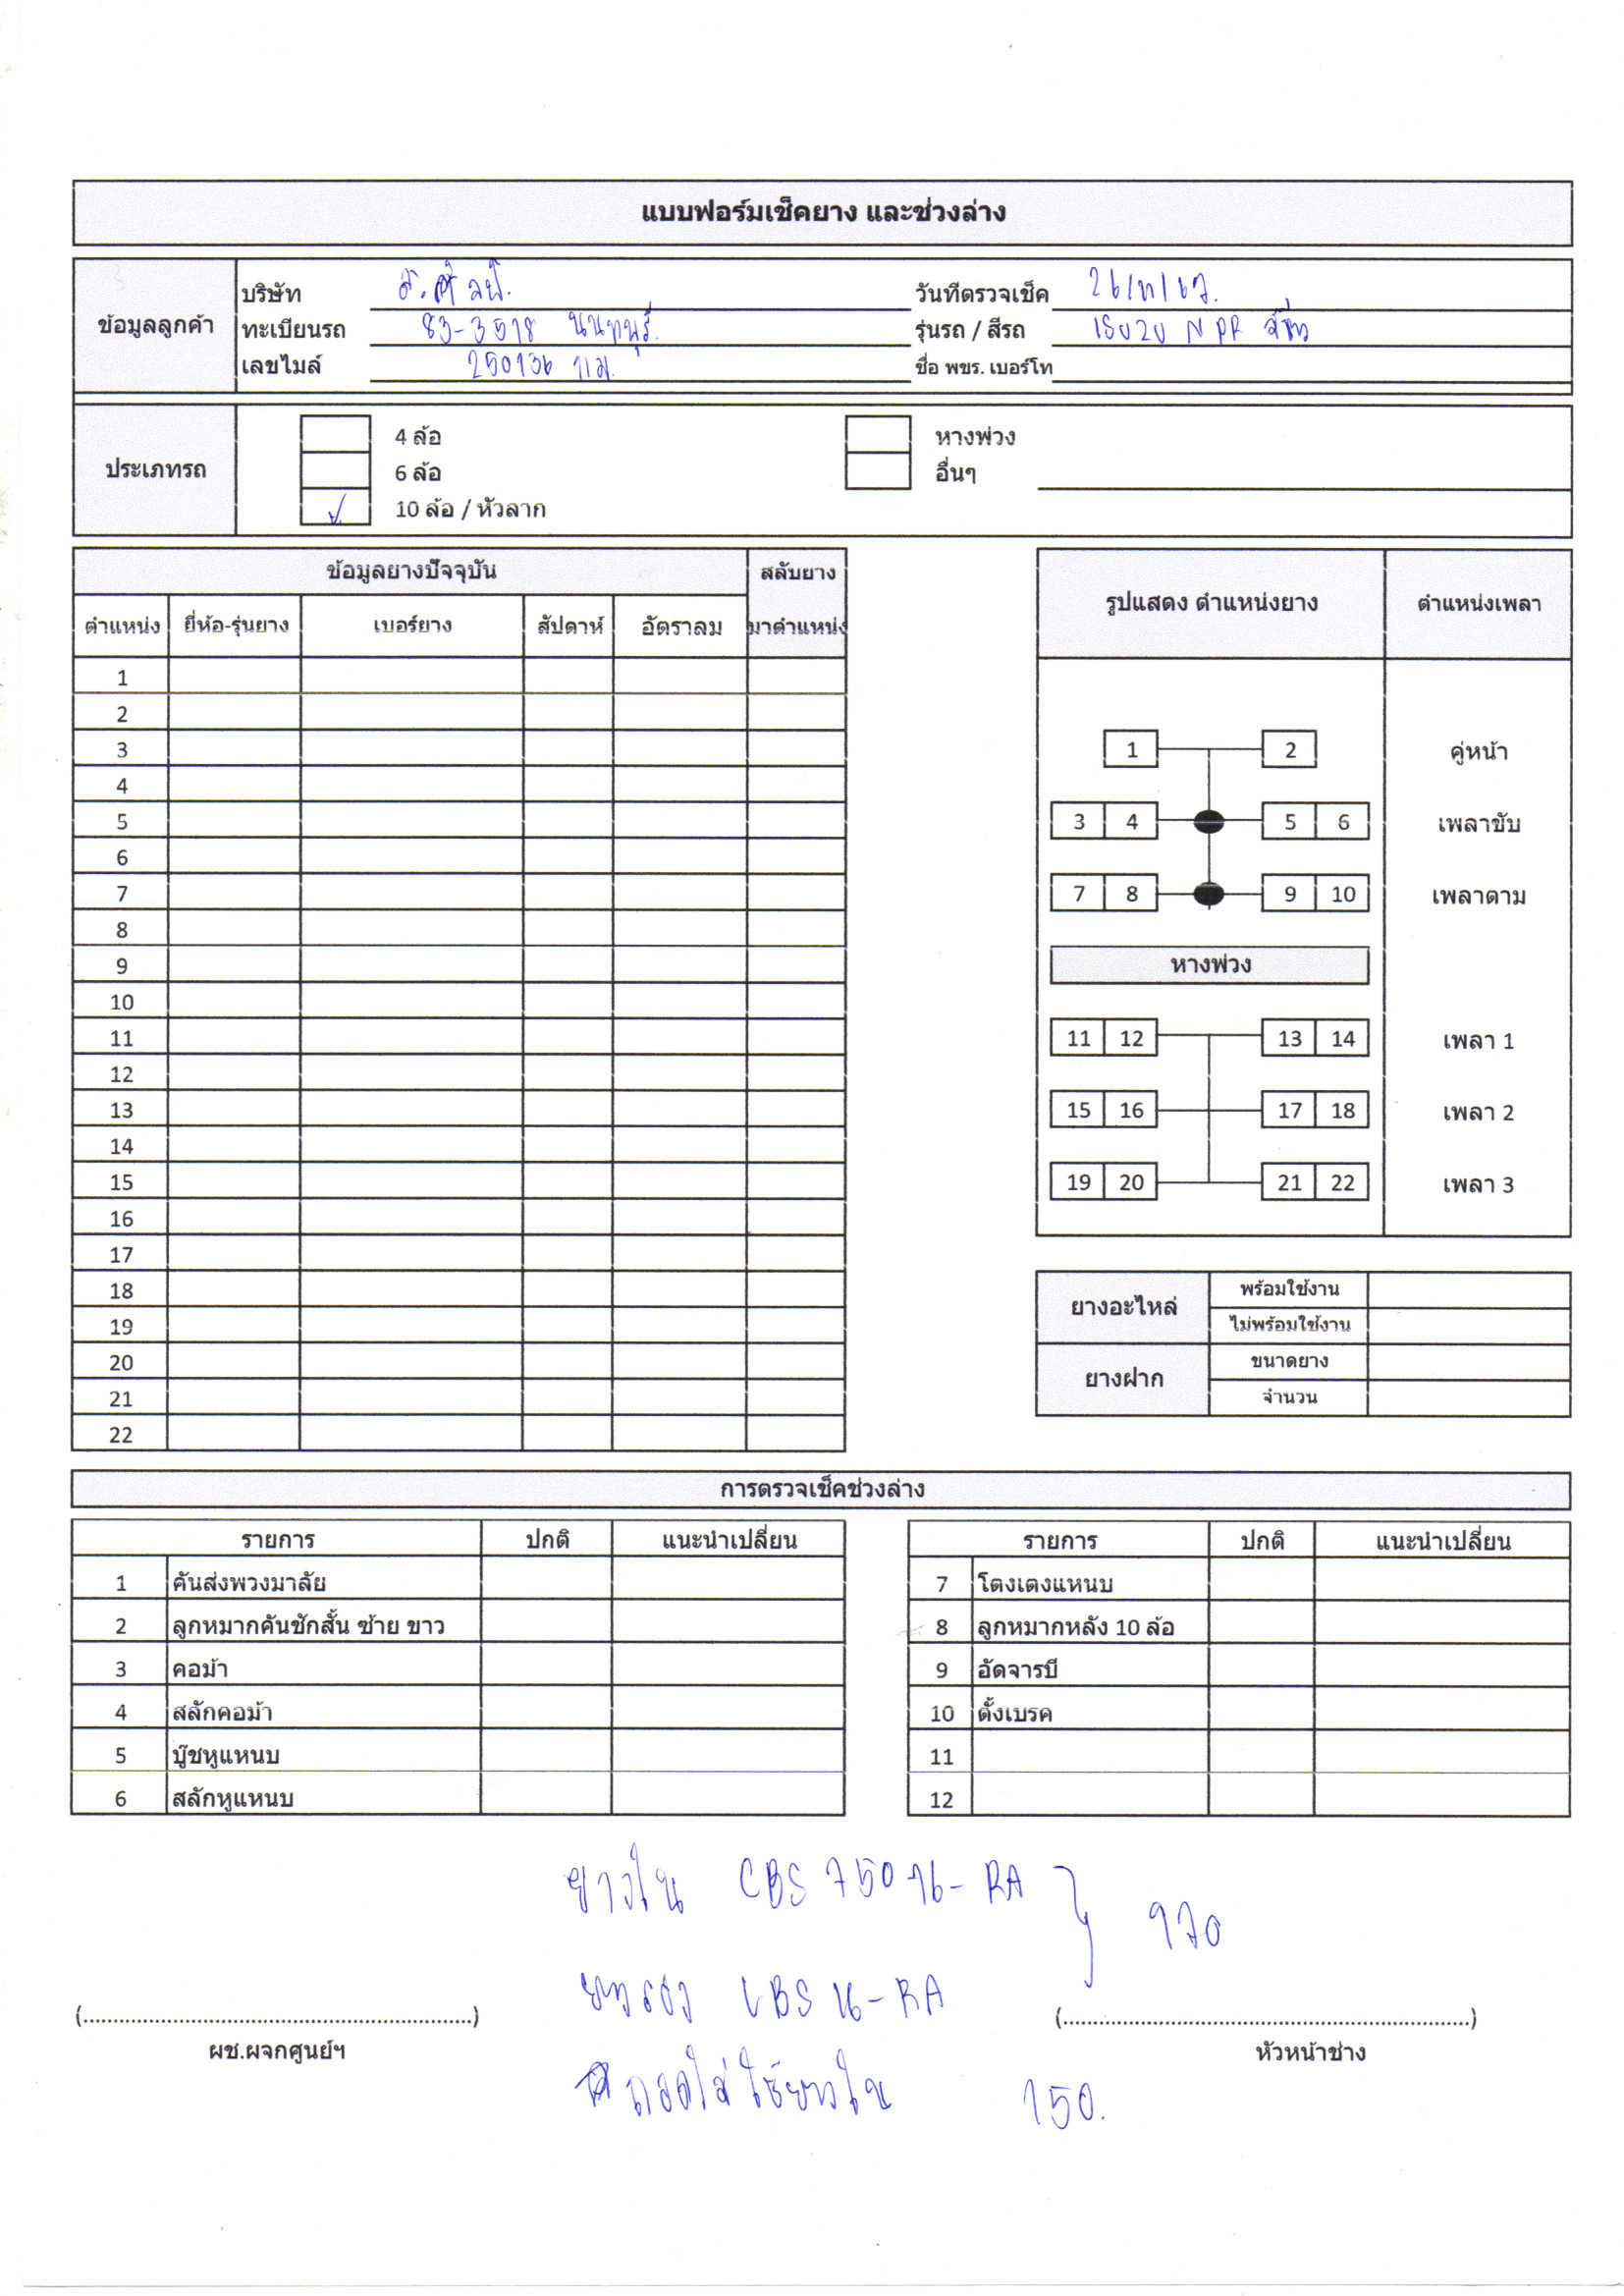 แบบฟอร์มเช็คยาง และช่วงล่าง
ข้อมูลลูกค้า
บริษัท
วันทีตรวจเช็ค
ทะเบียนรถ 83-3518 นนทบุรี
รุ่นรถ / สีรถ NPR
เลขไมล์ 250136 กม.
ชื่อ พขร. เบอร์โท
ประเภทรถ
4 ล้อ
หางพ่วง
6 ล้อ
อื่นๆ
10 ล้อ / หัวลาก
ข้อมูลยางปัจจุบัน สลับยาง
ตำแหน่ง ยี่ห้อ-รุ่นยาง เบอร์ยาง สัปดาห์ อัตราลม มาตำแหน่ง
1
2
3
4
5
6
7
8
9
10
11
12
13
14
15
16
17
18
19
20
21
22
รูปแสดง ตำแหน่งยาง ตำแหน่งเพลา
1 2 คู่หน้า
3 4 5 6 เพลาขับ
7 8 9 10 เพลาตาม
หางพ่วง
11 12 13 14 เพลา 1
15 16 17 18 เพลา 2
19 20 21 22 เพลา 3
ยางอะไหล่
พร้อมใช้งาน
ไม่พร้อมใช้งาน
ยางฝาก
ขนาดยาง
จำนวน
การตรวจเช็คช่วงล่าง
รายการ ปกติ แนะนำเปลี่ยน
1 คันส่งพวงมาลัย
2 ลูกหมากคันชักสั้น ซ้าย ขาว
3 คอม้า
4 สลักคอม้า
5 บู๊ชหูแหนบ
6 สลักหูแหนบ
รายการ ปกติ แนะนำเปลี่ยน
7 โตงเตงแหนบ
8 ลูกหมากหลัง 10 ล้อ
9 อัดจารบี
10 ตั้งเบรค
11
12
ยางใน CBS 750 16-RA
970
ยางรอง CBS 16-RA
ถอดใส่ ใช้ยางใน 150.
(..........) (..........)
ผช.ผจกศูนย์ฯ หัวหน้าช่าง